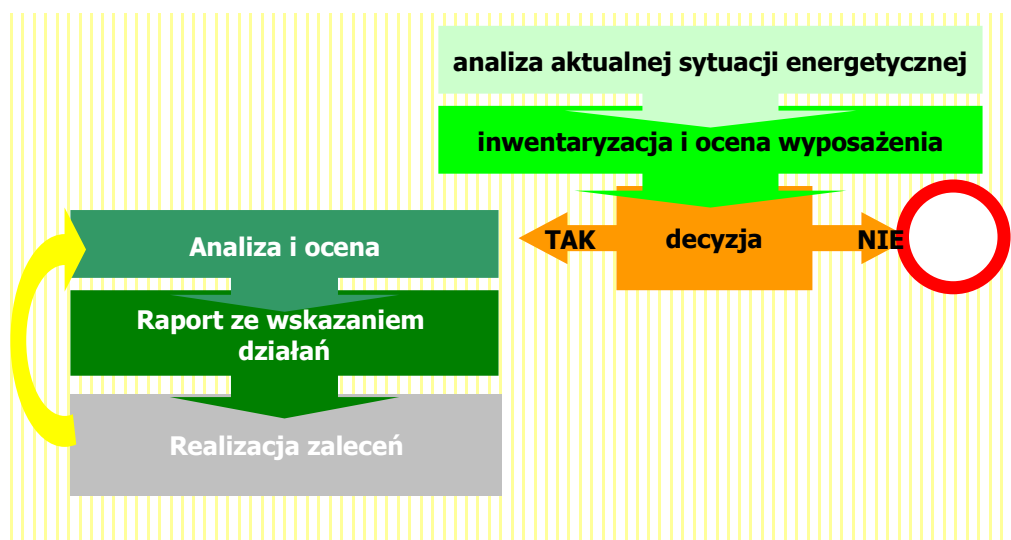 analiza aktualnej sytuacji energetycznej
inwentaryzacja i ocena wyposażenia
TAK
decyzja
NIE
Analiza i ocena
Raport ze wskazaniem
działań
Realizacja zaleceń